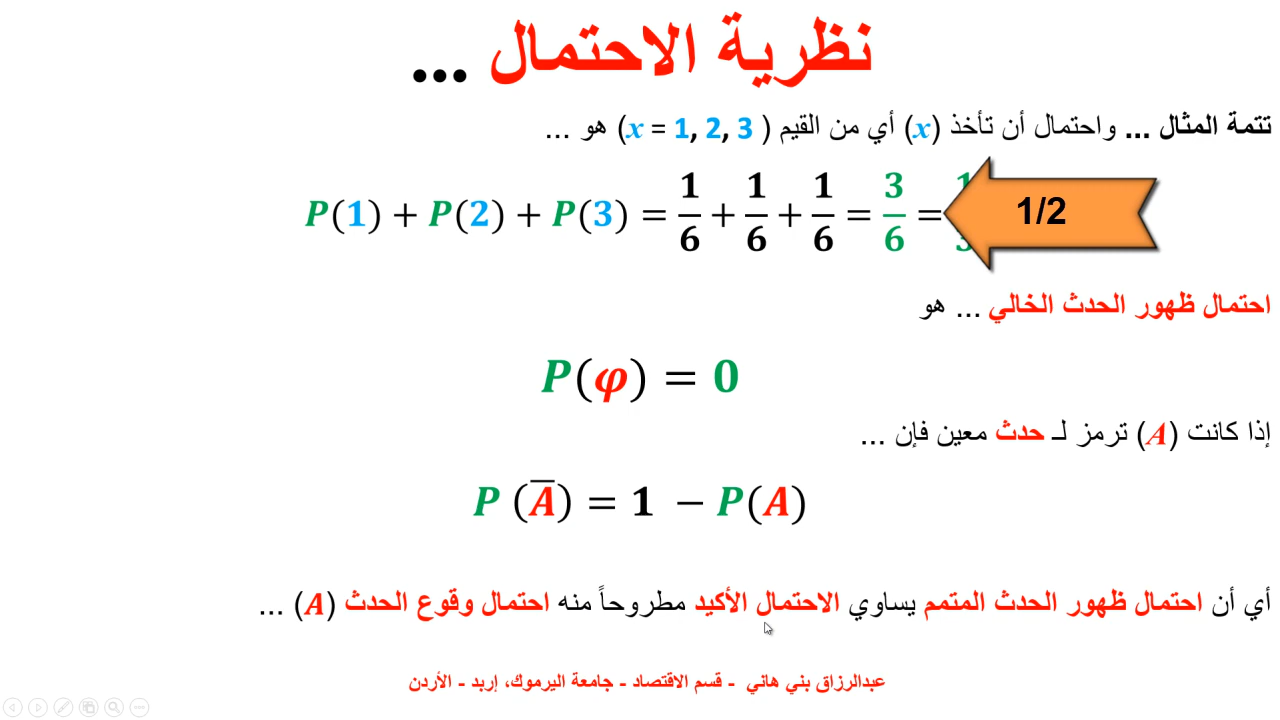 نظرية الاحتمال ...
تتمة المثال ... واحتمال أن تأخذ (x) أي من القيم (x = 1, 2, 3) هو ...
P(1) + P(2) + P(3) = 1/6 + 1/6 + 1/6 = 3/6 =
1/2
احتمال ظهور الحدث الخالي ... هو
P(φ) = 0
إذا كانت (A) ترمز لـ حدث معين فإن ...
P (A̅) = 1 − P(A)
أي أن احتمال ظهور الحدث المتمم يساوي الاحتمال الأكيد مطروحاً منه احتمال وقوع الحدث (A) ...
عبدالرزاق بني هاني - قسم الاقتصاد - جامعة اليرموك، إربد - الأردن